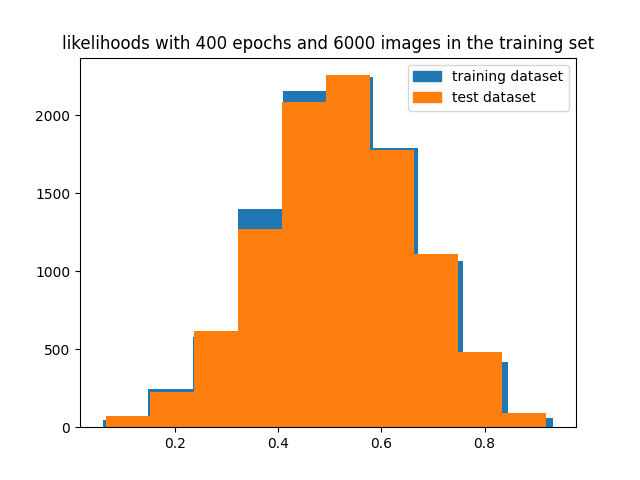 likelihoods with 400 epochs and 6000 images in the training set
training dataset
test dataset
2000
1500
1000
500
0
0.2 0.4 0.6 0.8